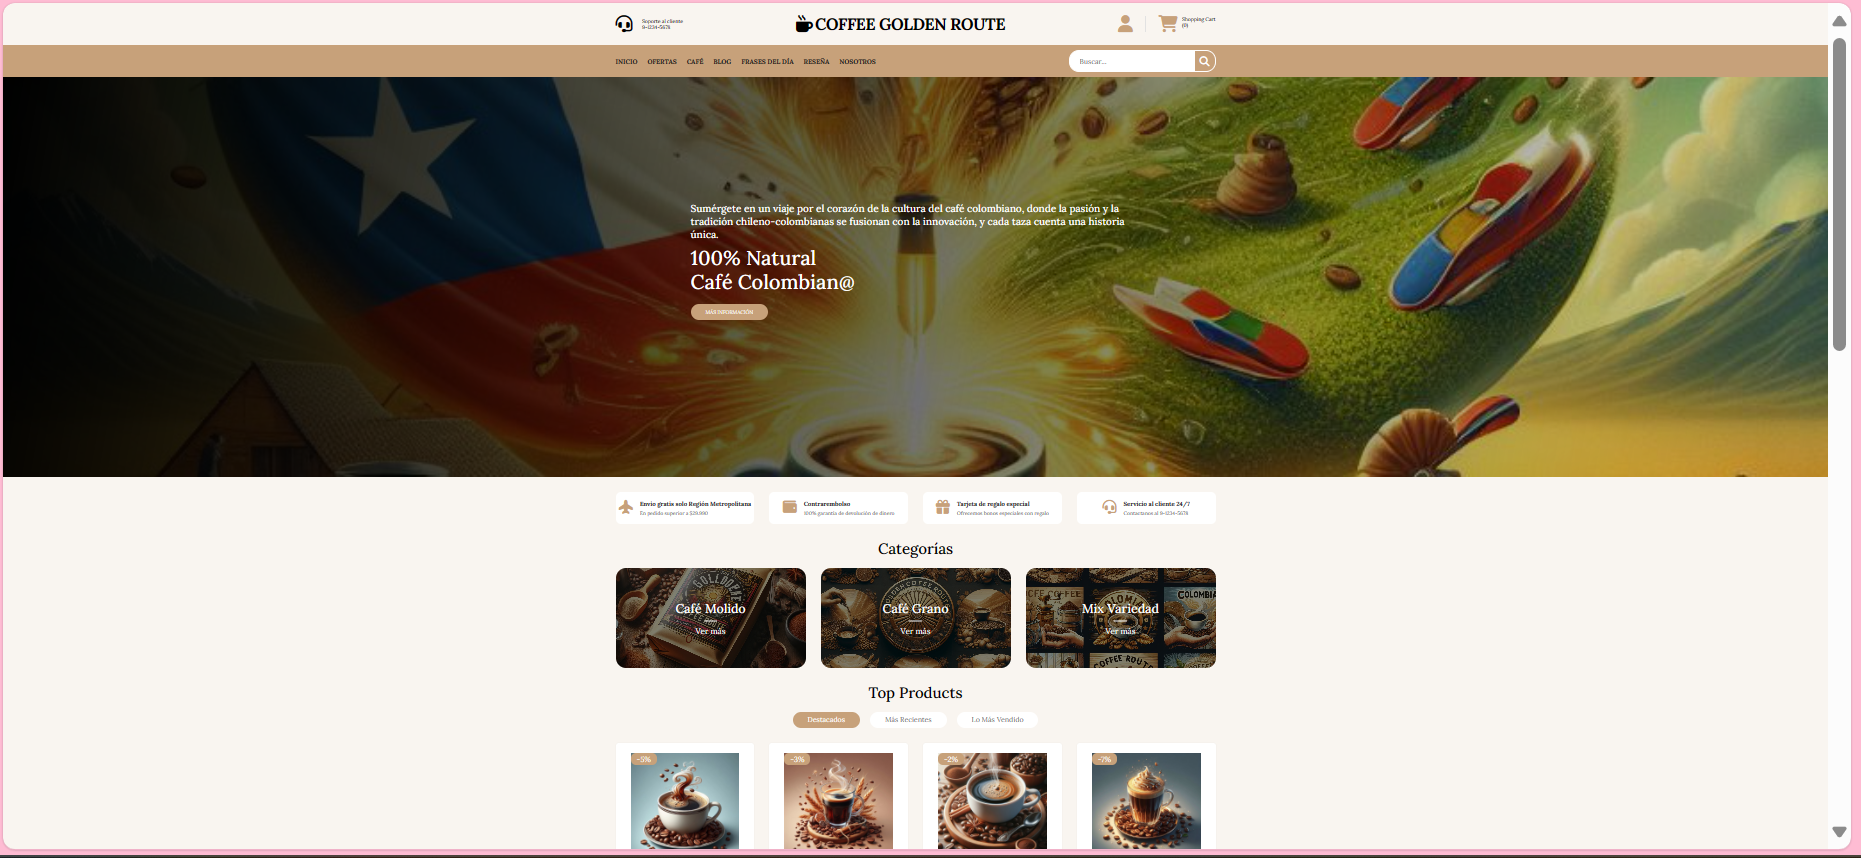 Soporte al cliente
9-1234-5678
COFFEE GOLDEN ROUTE
Shopping Cart
(0)
INICIO OFERTAS CAFÉ BLOG FRASES DEL DÍA RESEÑA NOSOTROS
Buscar...
Sumérgete en un viaje por el corazón de la cultura del café colombiano, donde la pasión y la
tradición chileno-colombianas se fusionan con la innovación, y cada taza cuenta una historia
única.
100% Natural
Café Colombian@
MÁS INFORMACIÓN
Envío gratis solo Región Metropolitana
En pedido superior a $29.990
Contrarembolso
100% garantía de devolución de dinero
Tarjeta de regalo especial
Ofrecemos bonos especiales con regalo
Servicio al cliente 24/7
Contactanos al 9-1234-5678
Categorías
Café Molido
Ver más
Café Grano
Ver más
Mix Variedad
Ver más
COLOMBIA
COFFEE ROUTE
Top Products
Destacados
Más Recientes
Lo Más Vendido
-5%
-3%
-2%
-7%